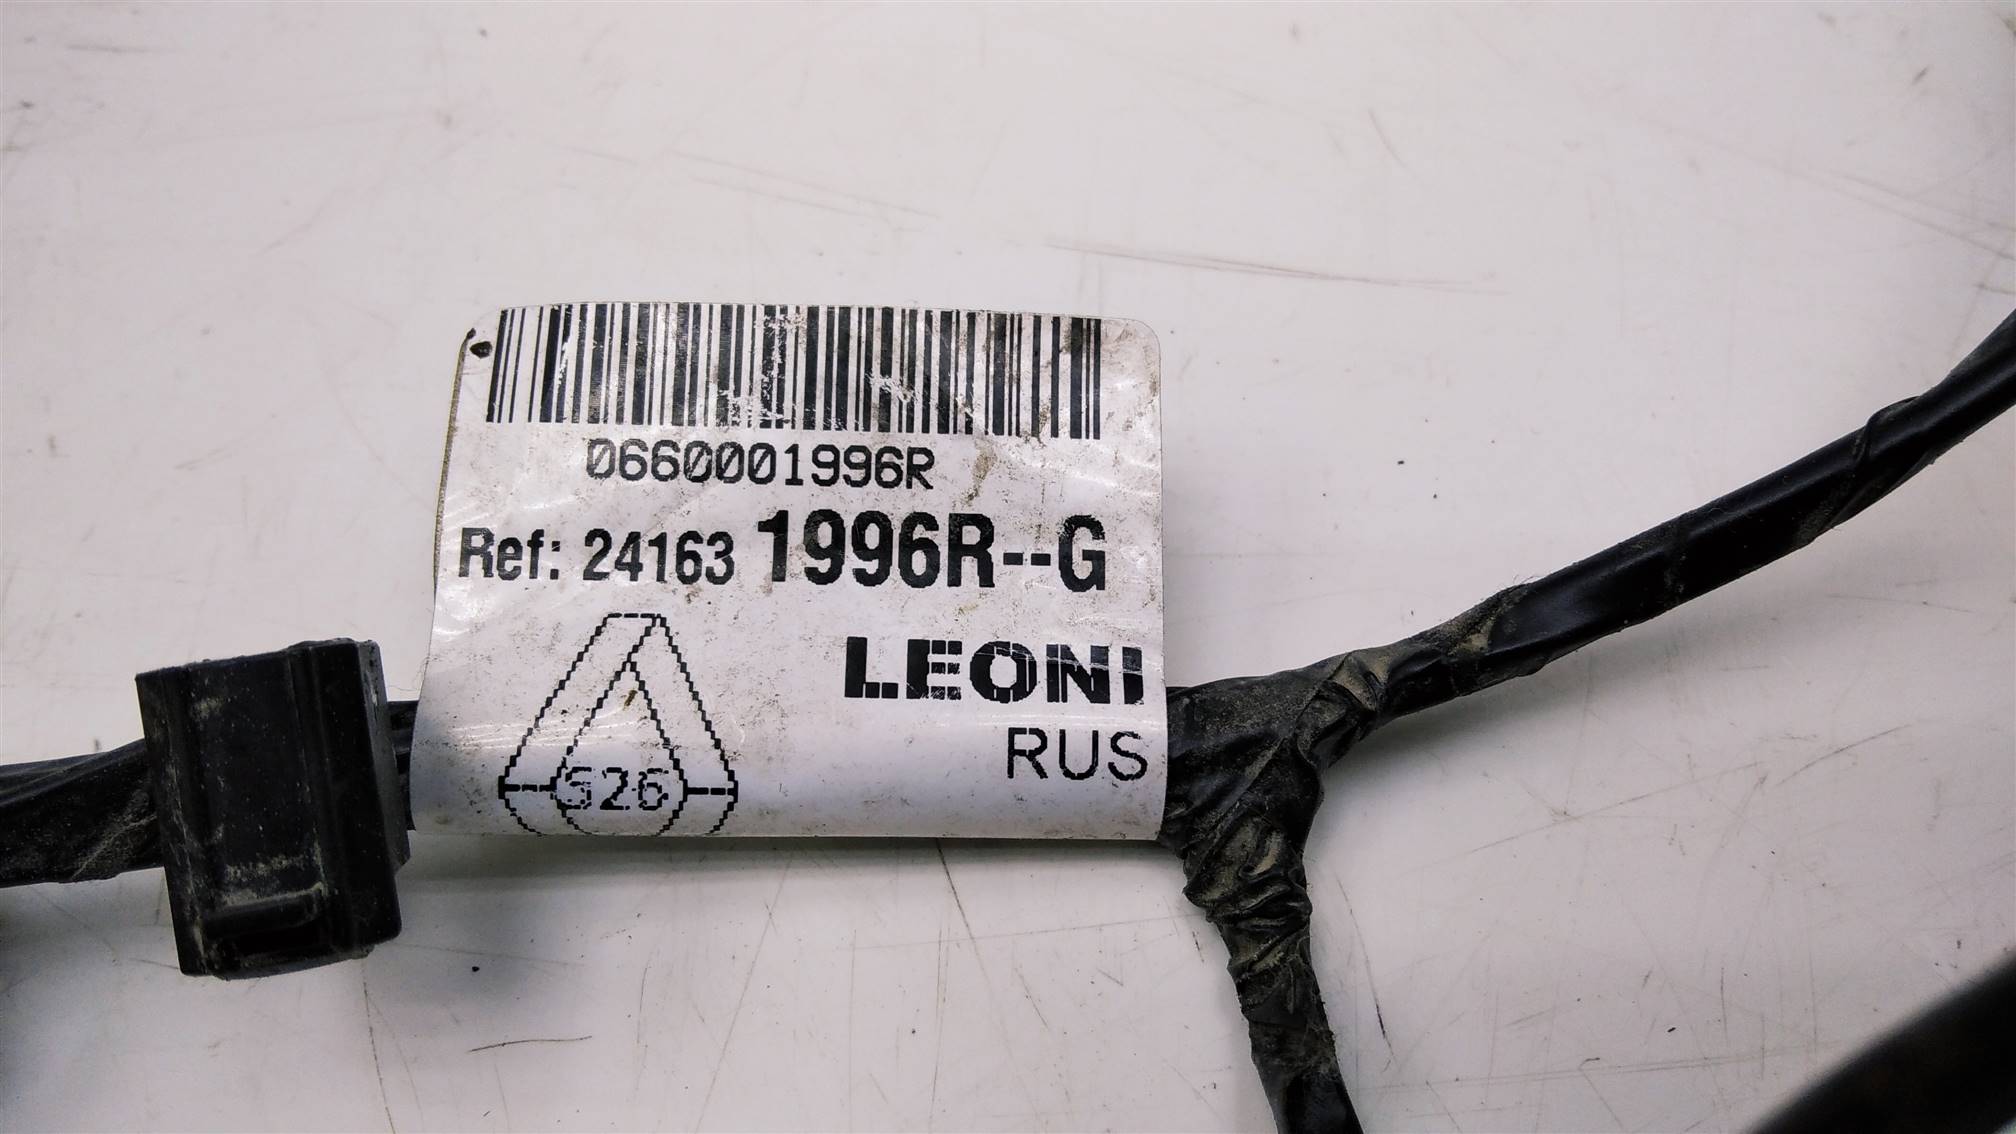 0660001996R
Ref: 24163 1996R--G
LEONI
RUS
S26